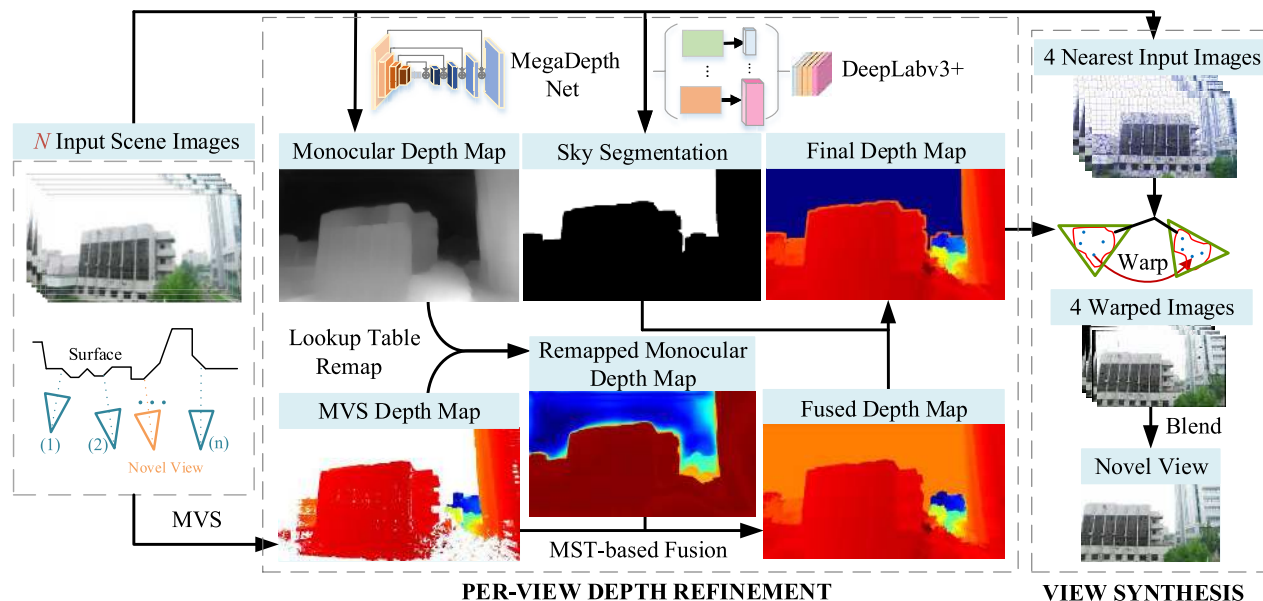 N Input Scene Images
Surface
(1)
(2)
(n)
Novel View
MVS
MegaDepth
Net
DeepLabv3+
Monocular Depth Map
Sky Segmentation
Final Depth Map
Lookup Table
Remap
Remapped Monocular
Depth Map
MVS Depth Map
Fused Depth Map
MST-based Fusion
PER-VIEW DEPTH REFINEMENT
4 Nearest Input Images
Warp
4 Warped Images
Blend
Novel View
VIEW SYNTHESIS